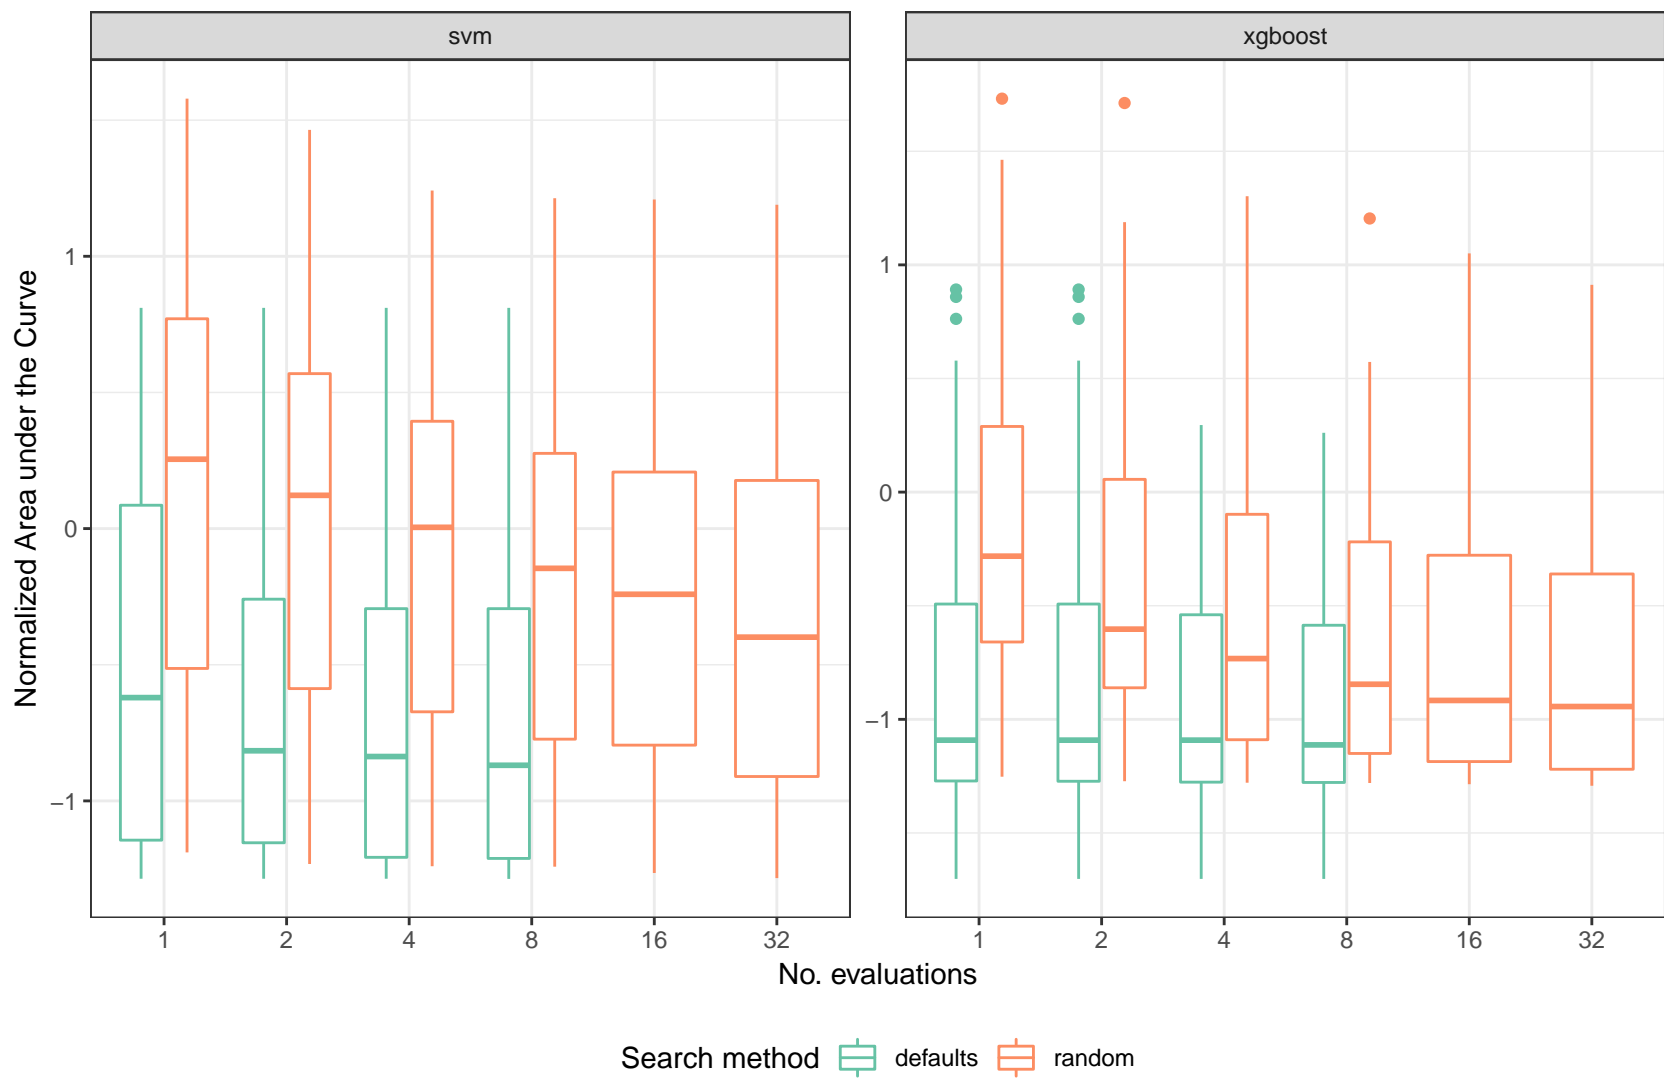 svm
xgboost
Normalized Area under the Curve
1
0
−1
1
0
−1
1 2 4 8 16 32
1 2 4 8 16 32
No. evaluations
Search method defaults random